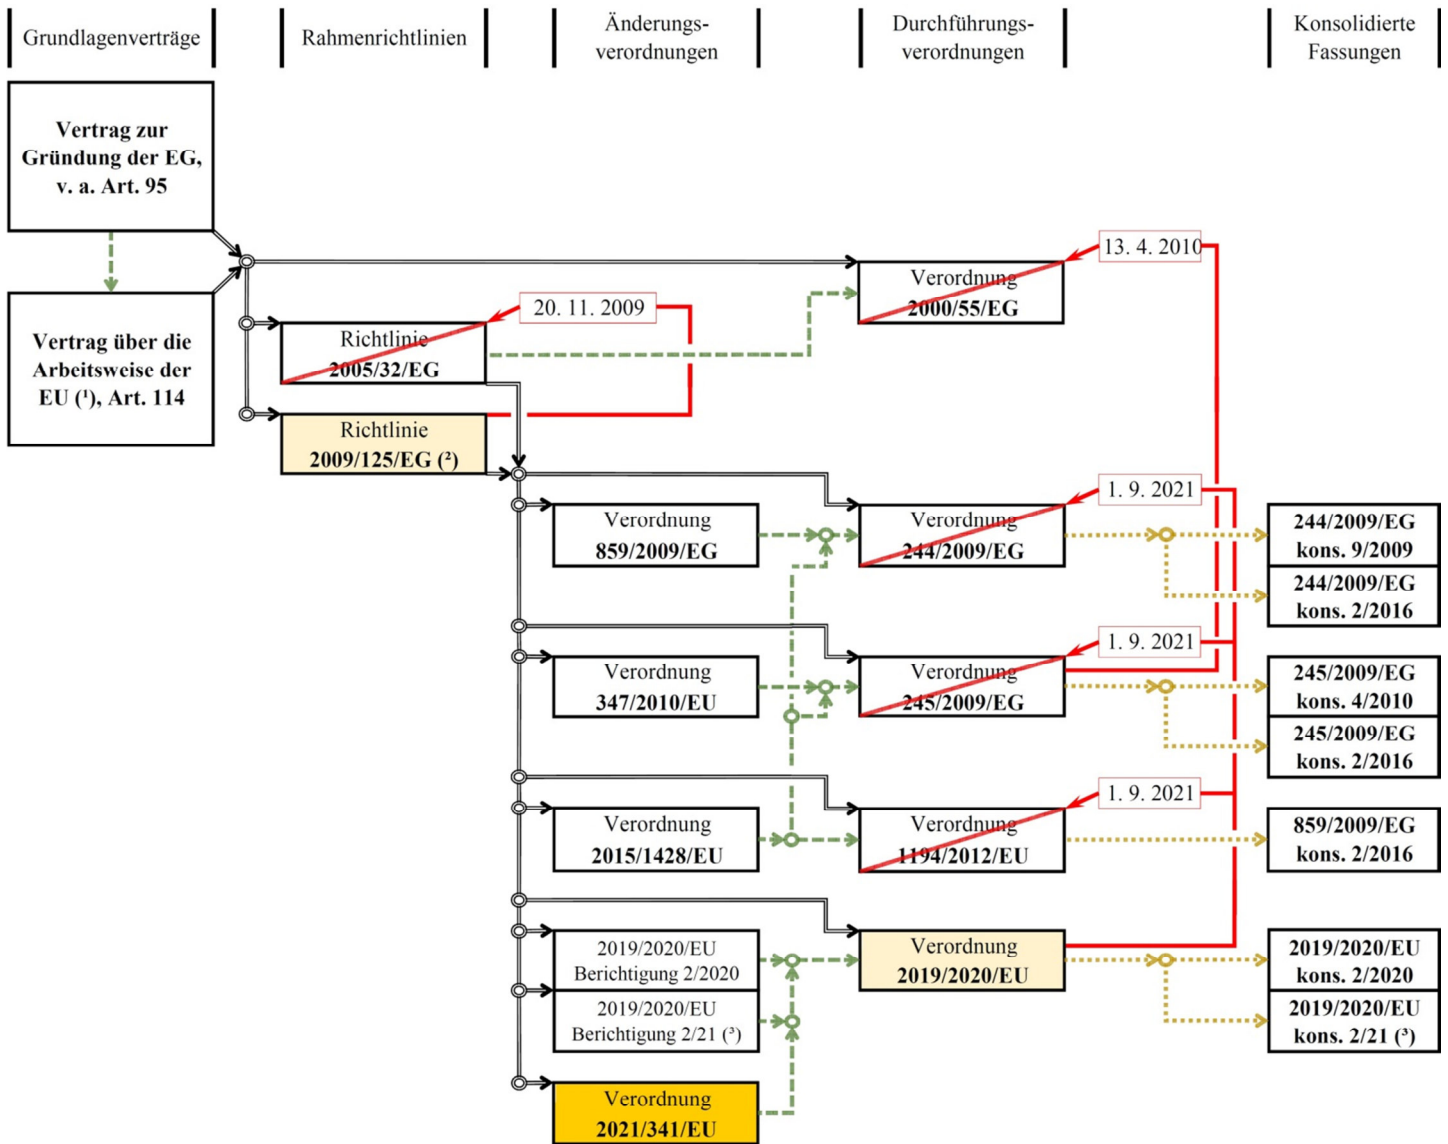 Grundlagenverträge
Rahmenrichtlinien
Änderungs-
verordnungen
Durchführungs-
verordnungen
Konsolidierte
Fassungen
Vertrag zur
Gründung der EG,
v. a. Art. 95
13. 4. 2010
Verordnung
2000/55/EG
Vertrag über die
Arbeitsweise der
EU (¹), Art. 114
20. 11. 2009
Richtlinie
2005/32/EG
Richtlinie
2009/125/EG (²)
1. 9. 2021
Verordnung
859/2009/EG
Verordnung
244/2009/EG
244/2009/EG
kons. 9/2009
244/2009/EG
kons. 2/2016
1. 9. 2021
Verordnung
347/2010/EU
Verordnung
245/2009/EG
245/2009/EG
kons. 4/2010
245/2009/EG
kons. 2/2016
1. 9. 2021
Verordnung
2015/1428/EU
Verordnung
1194/2012/EU
859/2009/EG
kons. 2/2016
2019/2020/EU
Berichtigung 2/2020
2019/2020/EU
Berichtigung 2/21 (³)
Verordnung
2019/2020/EU
2019/2020/EU
kons. 2/2020
2019/2020/EU
kons. 2/21 (³)
Verordnung
2021/341/EU